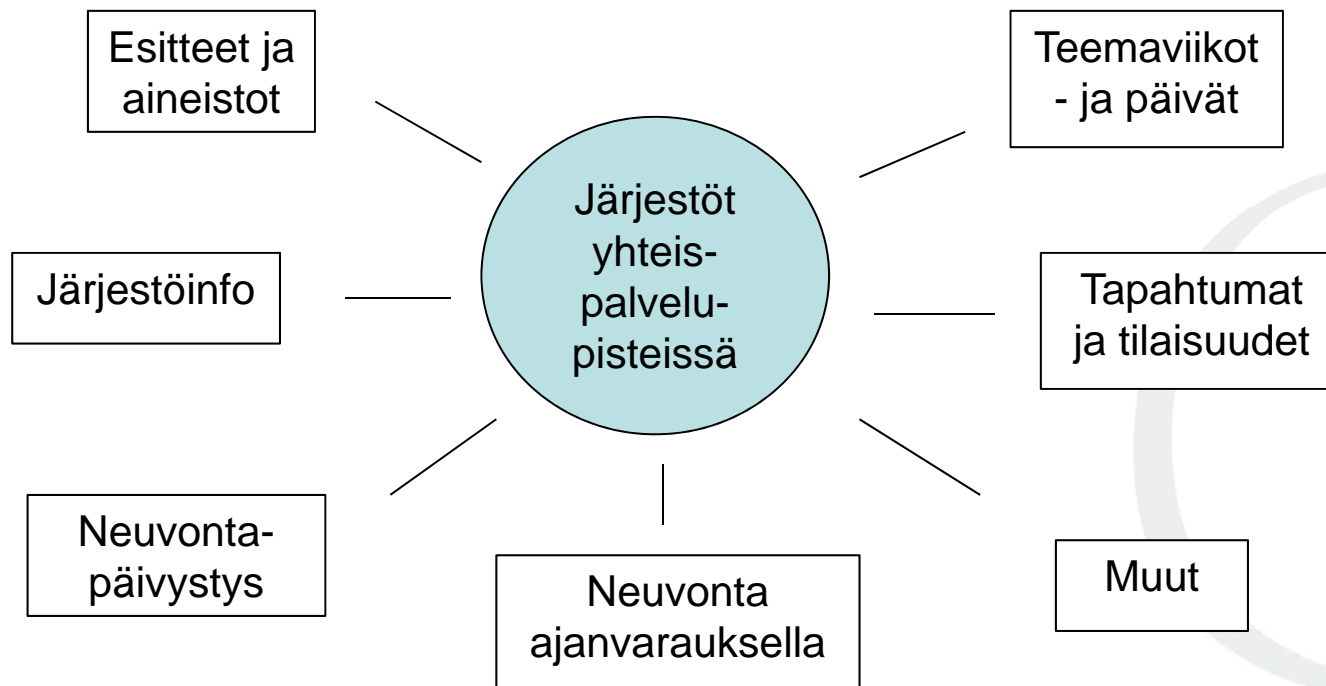 Esitteet ja
aineistot
Teemaviikot
- ja päivät
Järjestöt
yhteis-
palvelu-
pisteissä
Järjestöinfo
Tapahtumat
ja tilaisuudet
Neuvonta-
päivystys
Neuvonta
ajanvarauksella
Muut